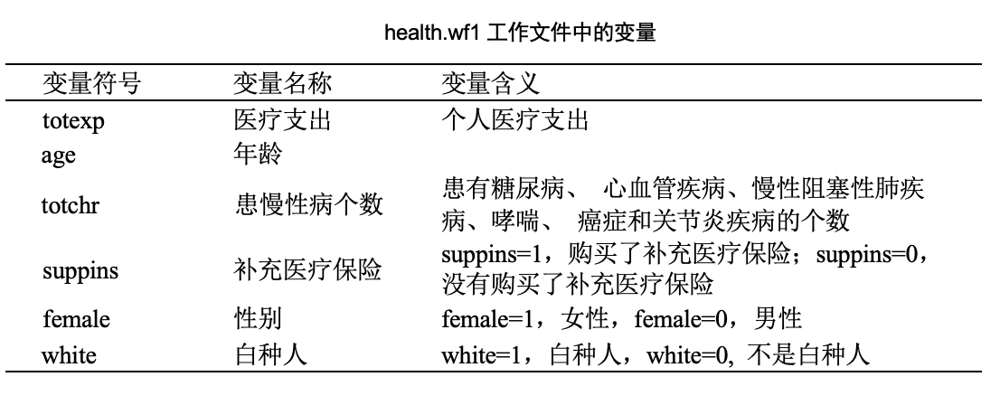 health.wf1 工作文件中的变量
变量符号 变量名称 变量含义
totexp 医疗支出 个人医疗支出
age 年龄
totchr 患慢性病个数 患有糖尿病、 心血管疾病、慢性阻塞性肺疾
病、哮喘、 癌症和关节炎疾病的个数
suppins 补充医疗保险 suppins=1，购买了补充医疗保险；suppins=0，
没有购买了补充医疗保险
female 性别 female=1，女性，female=0，男性
white 白种人 white=1，白种人，white=0, 不是白种人